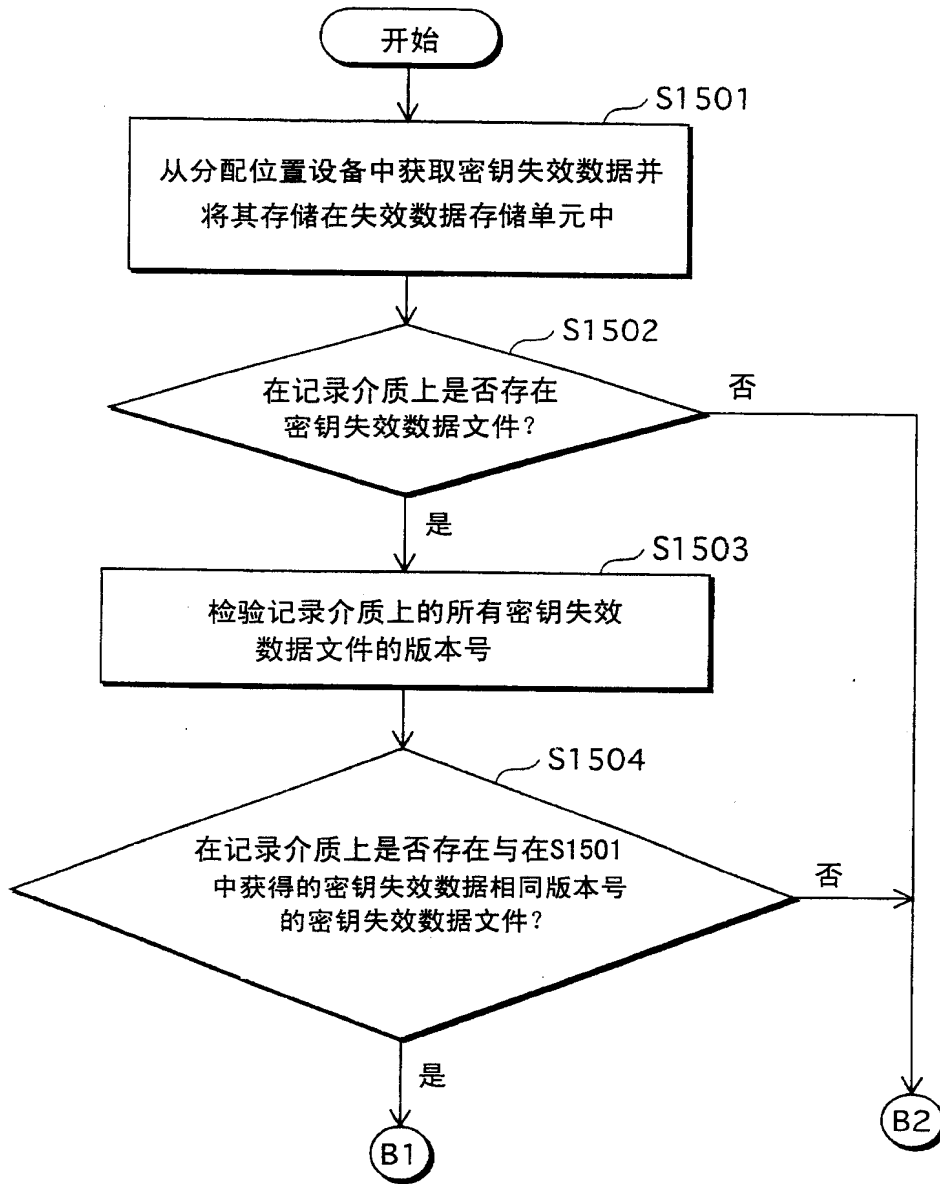 开始
S1501
从分配位置设备中获取密钥失效数据并
将其存储在失效数据存储单元中
S1502
在记录介质上是否存在
密钥失效数据文件?
否
是
S1503
检验记录介质上的所有密钥失效
数据文件的版本号
S1504
在记录介质上是否存在与在S1501
中获得的密钥失效数据相同版本号
的密钥失效数据文件?
否
是
B1
B2